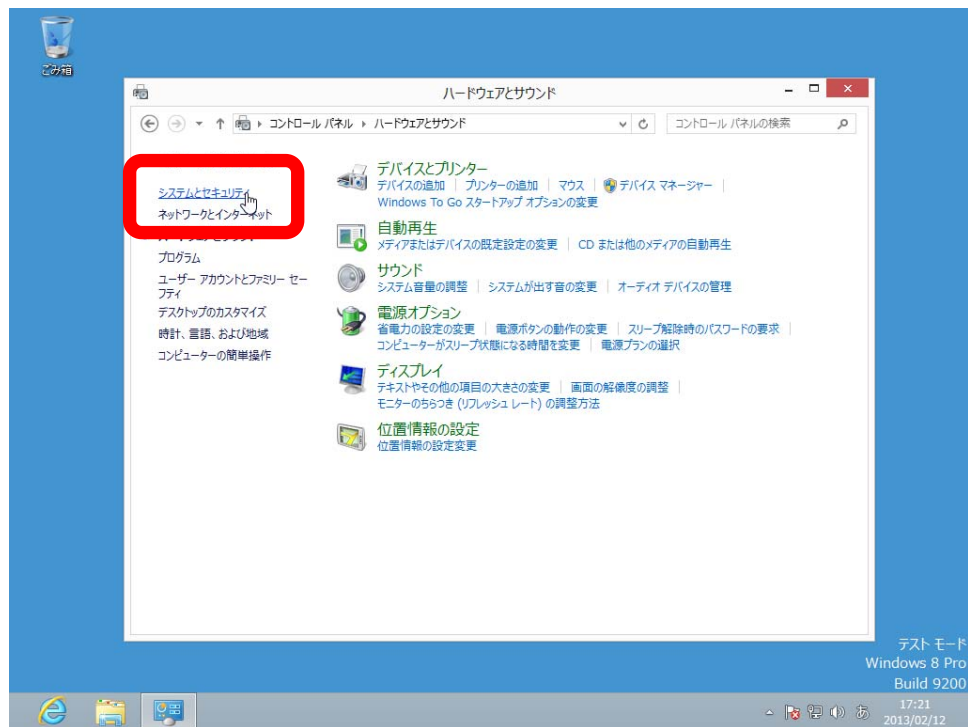 ごみ箱
ハードウェアとサウンド
コントロール パネル
ハードウェアとサウンド
コントロール パネルの検索
システムとセキュリティ
ネットワークとインターネット
プログラム
ユーザー アカウントとファミリー セー
フティ
デスクトップのカスタマイズ
時計、言語、および地域
コンピューターの簡単操作
デバイスとプリンター
デバイスの追加
プリンターの追加
マウス
デバイス マネージャー
Windows To Go スタートアップ オプションの変更
自動再生
メディアまたはデバイスの既定設定の変更
CD または他のメディアの自動再生
サウンド
システム音量の調整
システムが出す音の変更
オーディオ デバイスの管理
電源オプション
省電力の設定の変更
電源ボタンの動作の変更
スリープ解除時のパスワードの要求
コンピューターがスリープ状態になる時間を変更
電源プランの選択
ディスプレイ
テキストやその他の項目の大きさの変更
画面の解像度の調整
モニターのちらつき (リフレッシュ レート) の調整方法
位置情報の設定
位置情報の設定変更
テスト モード
Windows 8 Pro
Build 9200
あ
17:21
2013/02/12